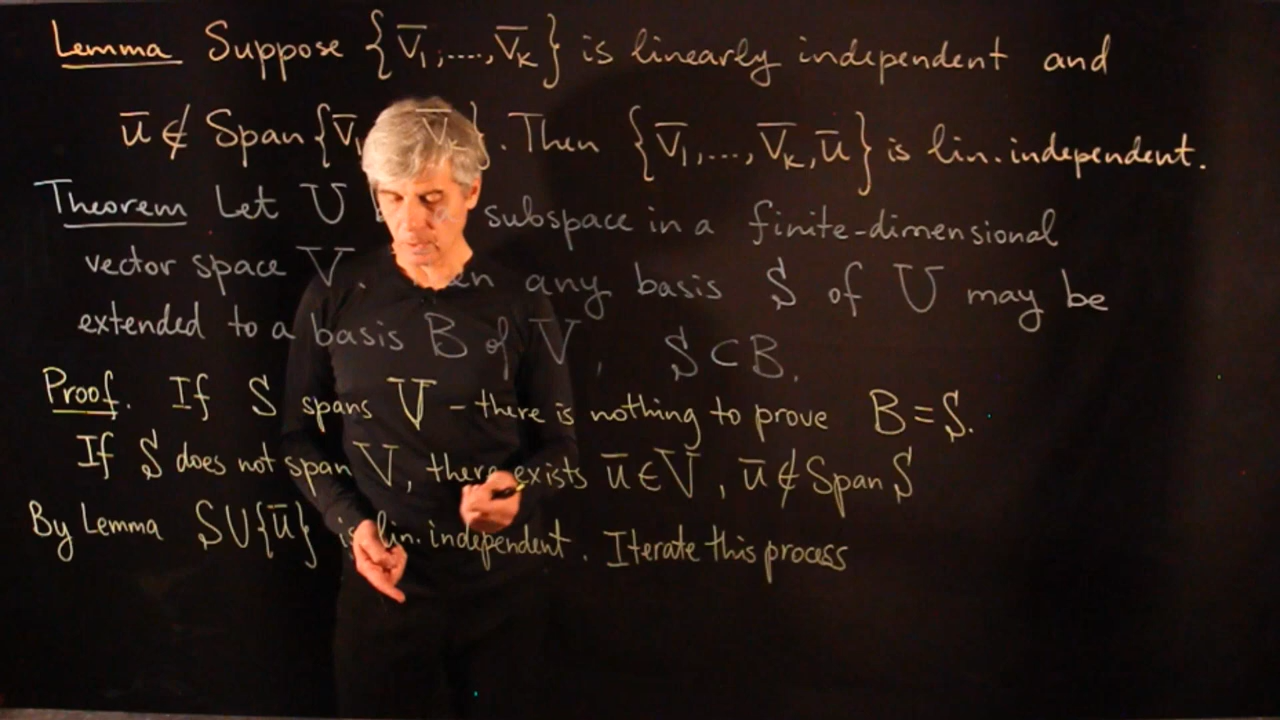 Lemma Suppose {v̄₁,....,v̄ₖ} is linearly independent and
ū ∉ Span{v̄₁ v̄ₖ}. Then {v̄₁,...,v̄ₖ,ū} is lin. independent.
Theorem Let U subspace in a finite-dimensional
vector space V. any basis S of U may be
extended to a basis B of V, S⊂B.
Proof. If S spans V – there is nothing to prove B=S.
If S does not span V, there exists ū∈V, ū∉Span S
By Lemma S∪{ū} is lin. independent. Iterate this process